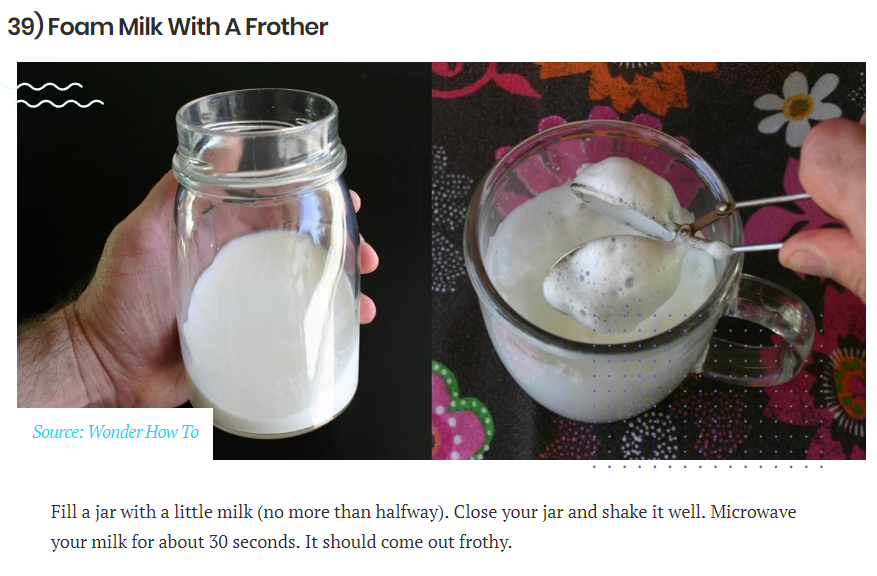 39) Foam Milk With A Frother
Source: Wonder How To
Fill a jar with a little milk (no more than halfway). Close your jar and shake it well. Microwave
your milk for about 30 seconds. It should come out frothy.